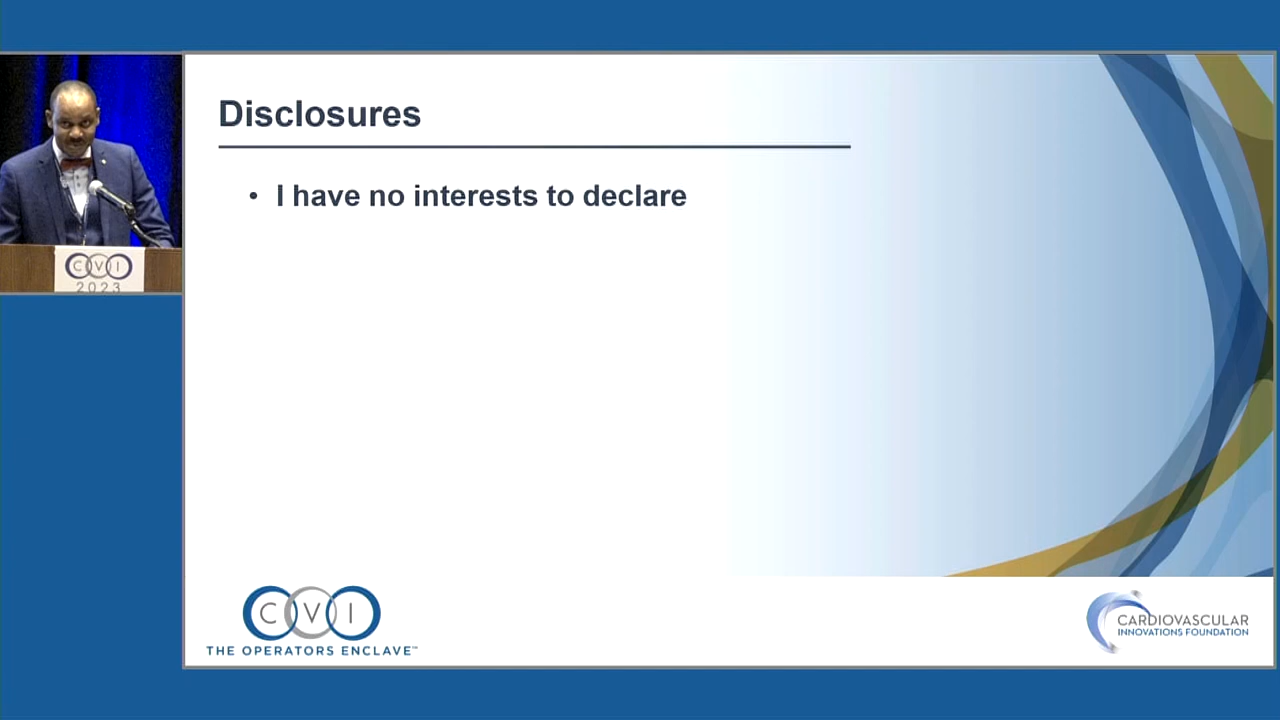 Disclosures
• I have no interests to declare
CVI
2023
CVI
THE OPERATORS ENCLAVE™
CARDIOVASCULAR
INNOVATIONS FOUNDATION